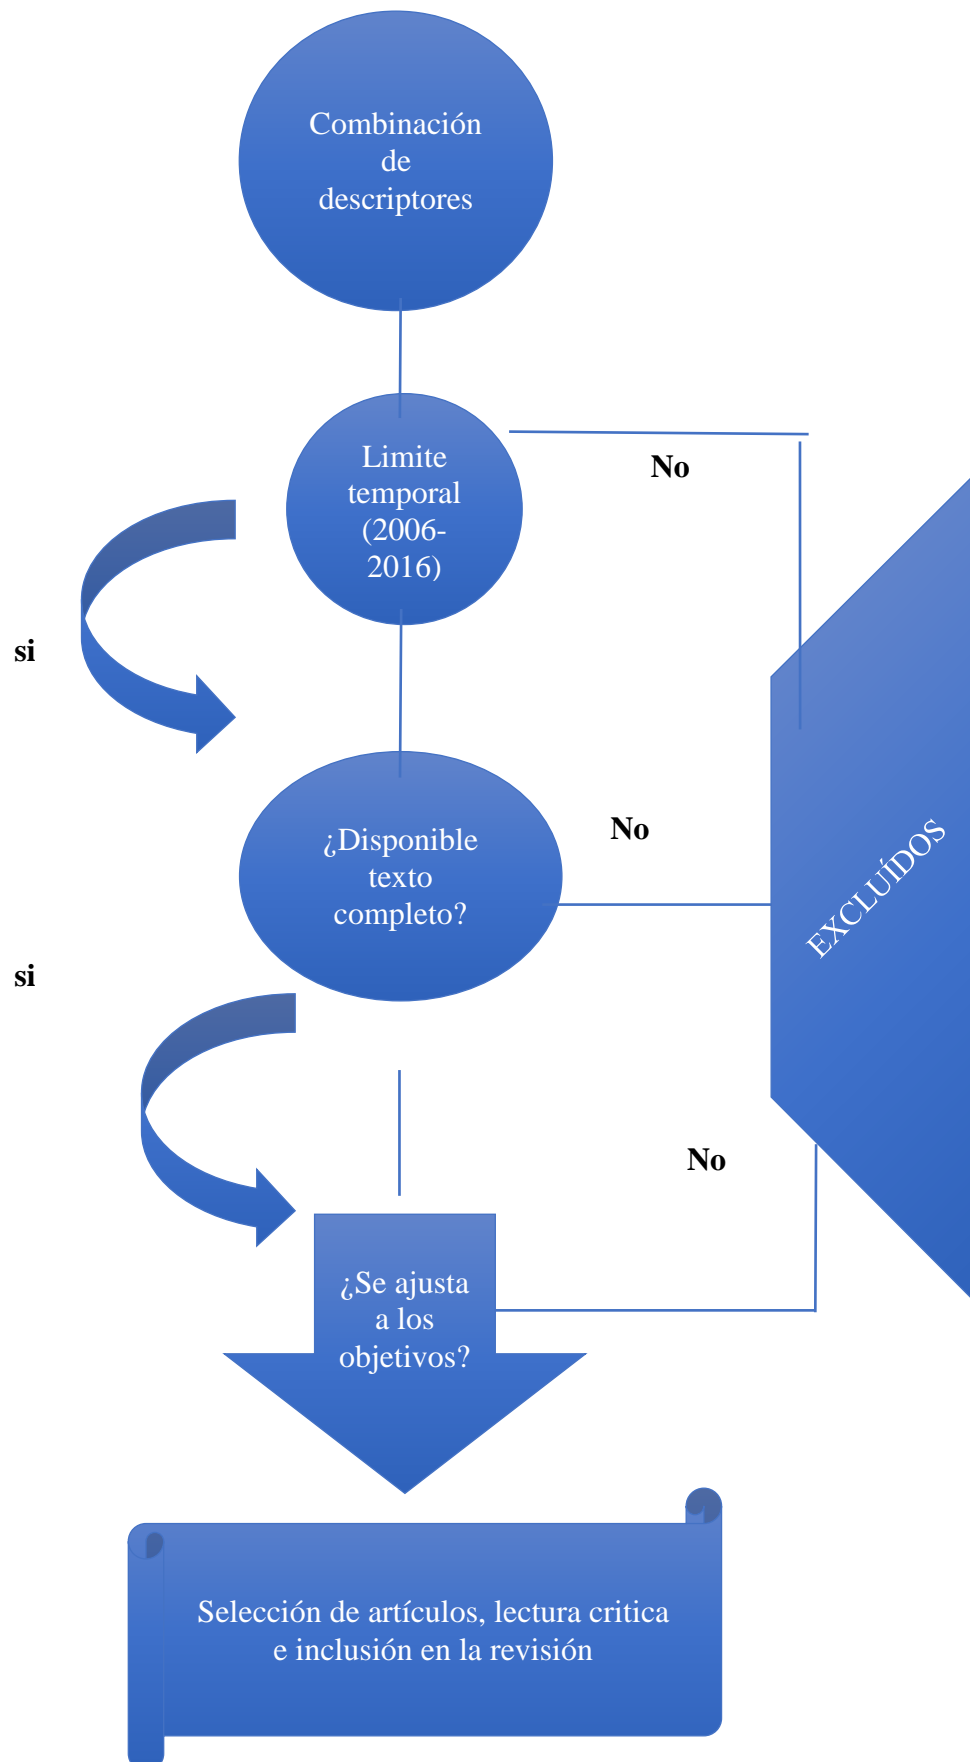 Combinación
de
descriptores
Limite
temporal
(2006-
2016)
No
si
¿Disponible
texto
completo?
No
EXCLUÍDOS
si
No
¿Se ajusta
a los
objetivos?
Selección de artículos, lectura critica
e inclusión en la revisión